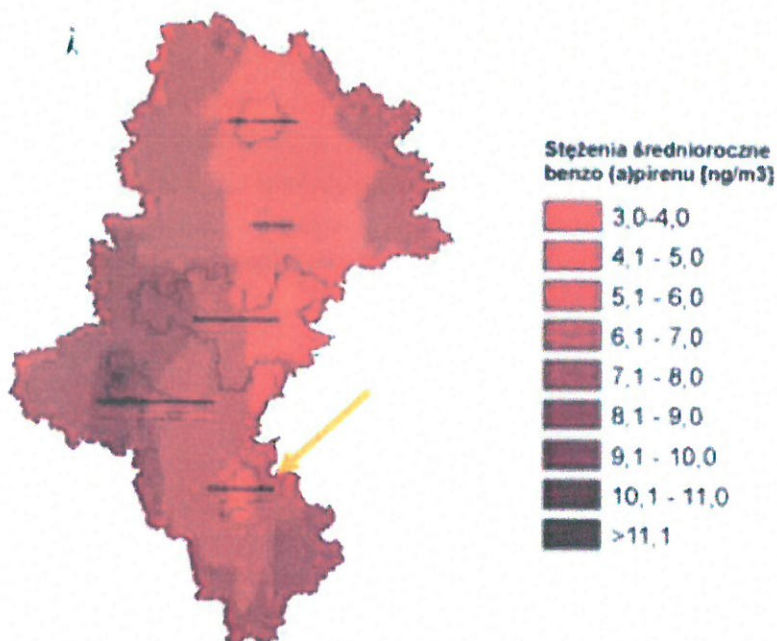 Stężenia średnioroczne
benzo (a)pirenu [ng/m3]
3,0-4,0
4,1 - 5,0
5,1 - 6,0
6,1 - 7,0
7,1 - 8,0
8,1 - 9,0
9,1 - 10,0
10,1 - 11,0
>11,1